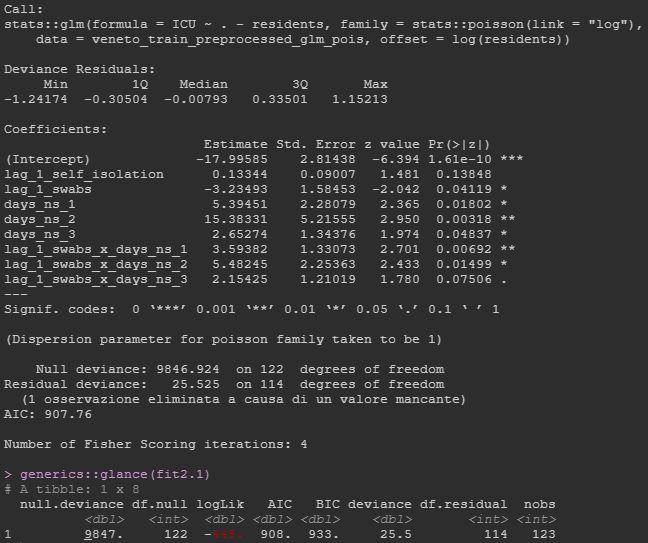 Call:
stats::glm(formula = ICU ~ . - residents, family = stats::poisson(link = "log"),
    data = veneto_train_preprocessed_glm_pois, offset = log(residents))
Deviance Residuals:
     Min       1Q   Median       3Q      Max
-1.24174 -0.30504 -0.00793  0.33501  1.15213
Coefficients:
                         Estimate Std. Error z value Pr(>|z|)
(Intercept)             -17.99585    2.81438  -6.394 1.61e-10 ***
lag_1_self_isolation      0.13344    0.09007   1.481  0.13848
lag_1_swabs              -3.23493    1.58453  -2.042  0.04119 *
days_ns_1                 5.39451    2.28079   2.365  0.01802 *
days_ns_2                15.38331    5.21555   2.950  0.00318 **
days_ns_3                 2.65274    1.34376   1.974  0.04837 *
lag_1_swabs_x_days_ns_1   3.59382    1.33073   2.701  0.00692 **
lag_1_swabs_x_days_ns_2   5.48245    2.25363   2.433  0.01499 *
lag_1_swabs_x_days_ns_3   2.15425    1.21019   1.780  0.07506 .
---
Signif. codes:  0 ‘***’ 0.001 ‘**’ 0.01 ‘*’ 0.05 ‘.’ 0.1 ‘ ’ 1
(Dispersion parameter for poisson family taken to be 1)
    Null deviance: 9846.924  on 122  degrees of freedom
Residual deviance:   25.525  on 114  degrees of freedom
  (1 osservazione eliminata a causa di un valore mancante)
AIC: 907.76
Number of Fisher Scoring iterations: 4
> generics::glance(fit2.1)
# A tibble: 1 x 8
  null.deviance df.null logLik   AIC   BIC deviance df.residual  nobs
          <dbl>   <int>  <dbl> <dbl> <dbl>    <dbl>       <int> <int>
1         9847.     122  908.  933.     25.5         114   123